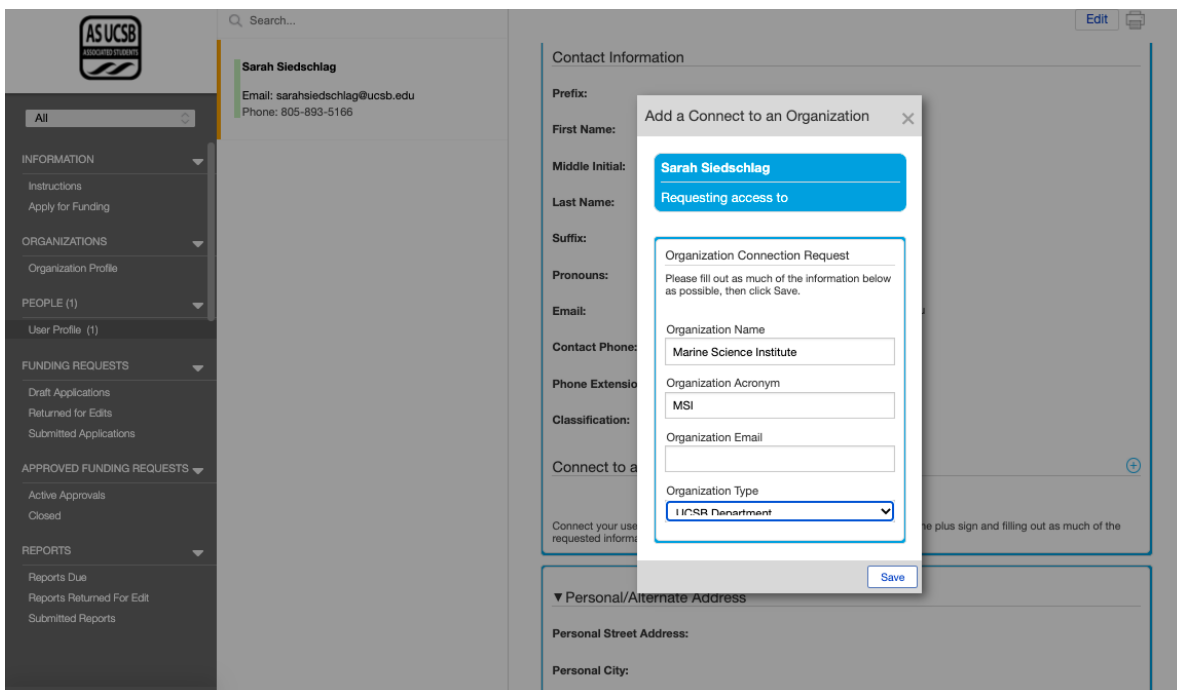 AS UCSB
ASSOCIATED STUDENTS
All
INFORMATION
Instructions
Apply for Funding
ORGANIZATIONS
Organization Profile
PEOPLE (1)
User Profile (1)
FUNDING REQUESTS
Draft Applications
Returned for Edits
Submitted Applications
APPROVED FUNDING REQUESTS
Active Approvals
Closed
REPORTS
Reports Due
Reports Returned For Edit
Submitted Reports
Search...
Sarah Siedschlag
Email: sarahsiedschlag@ucsb.edu
Phone: 805-893-5166
Edit
Contact Information
Prefix:
First Name:
Middle Initial:
Last Name:
Suffix:
Pronouns:
Email:
Contact Phone:
Phone Extensio
Classification:
Connect to a
Connect your use
requested informa
ne plus sign and filling out as much of the
▼ Personal/Alternate Address
Personal Street Address:
Personal City:
Add a Connect to an Organization
Sarah Siedschlag
Requesting access to
Organization Connection Request
Please fill out as much of the information below
as possible, then click Save.
Organization Name
Marine Science Institute
Organization Acronym
MSI
Organization Email
Organization Type
UCSB Department
Save